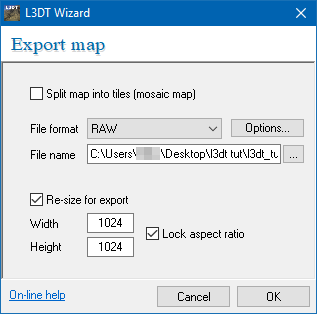 L3DT Wizard
Export map
Split map into tiles (mosaic map)
File format RAW Options...
File name C:\Users\ \Desktop\l3dt tut\l3dt_tu ...
Re-size for export
Width 1024
Height 1024
Lock aspect ratio
On-line help Cancel OK